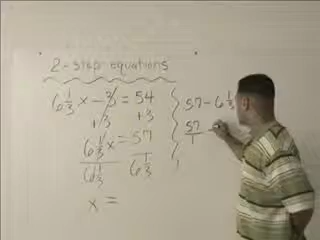 2-step equations
6 1/3 x - 3 = 54
+3 +3
6 1/3 x = 57
6 1/3 6 1/3
x =
57 - 6 1/3
57/1